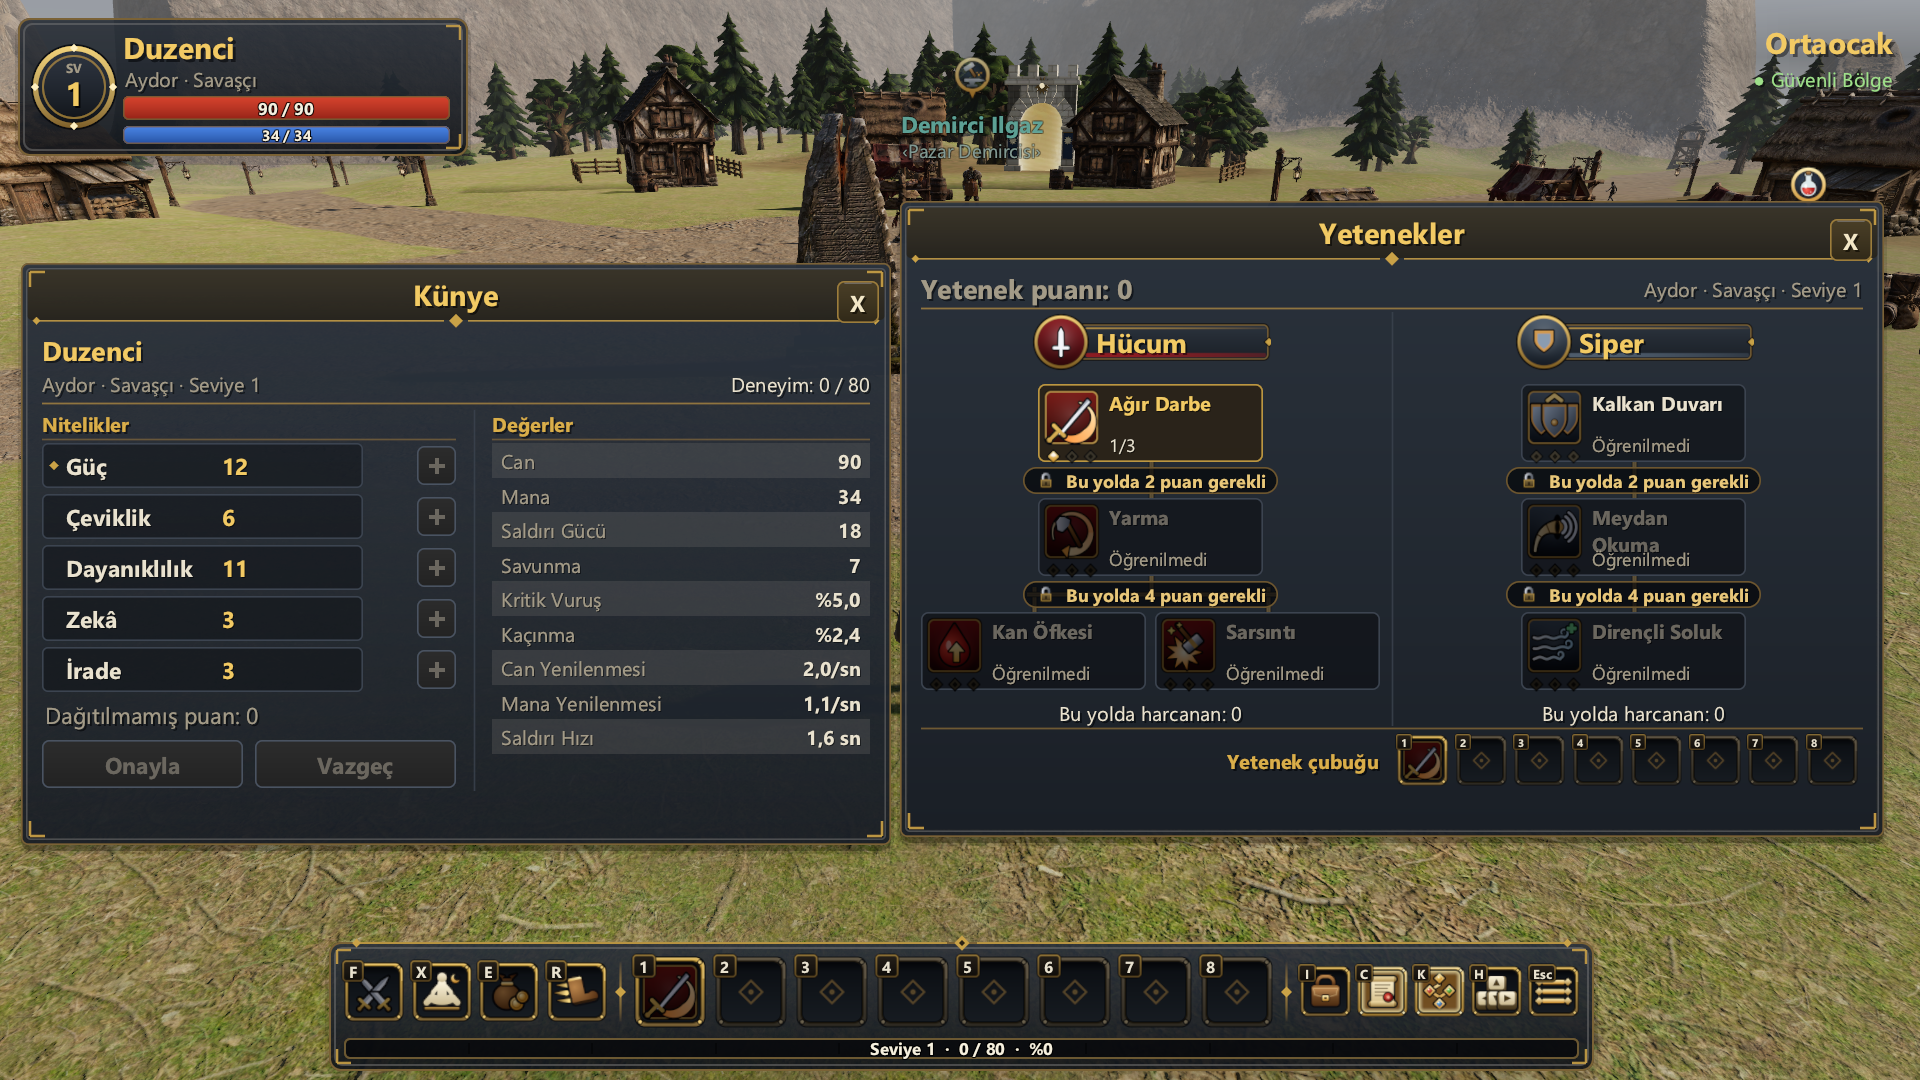 SV
1
Duzenci
Aydor · Savaşçı
90 / 90
34 / 34
Ortaocak
Güvenli Bölge
Demirci Ilgaz
‹Pazar Demircisi›
Künye
X
Duzenci
Aydor · Savaşçı · Seviye 1
Deneyim: 0 / 80
Nitelikler
Güç 12 +
Çeviklik 6 +
Dayanıklılık 11 +
Zekâ 3 +
İrade 3 +
Dağıtılmamış puan: 0
Onayla
Vazgeç
Değerler
Can 90
Mana 34
Saldırı Gücü 18
Savunma 7
Kritik Vuruş %5,0
Kaçınma %2,4
Can Yenilenmesi 2,0/sn
Mana Yenilenmesi 1,1/sn
Saldırı Hızı 1,6 sn
Yetenekler
X
Yetenek puanı: 0
Aydor · Savaşçı · Seviye 1
Hücum
Ağır Darbe
1/3
Bu yolda 2 puan gerekli
Yarma
Öğrenilmedi
Bu yolda 4 puan gerekli
Kan Öfkesi
Öğrenilmedi
Sarsıntı
Öğrenilmedi
Bu yolda harcanan: 0
Siper
Kalkan Duvarı
Öğrenilmedi
Bu yolda 2 puan gerekli
Meydan
Okuma
Öğrenilmedi
Bu yolda 4 puan gerekli
Dirençli Soluk
Öğrenilmedi
Bu yolda harcanan: 0
Yetenek çubuğu
1 2 3 4 5 6 7 8
F X E R 1 2 3 4 5 6 7 8 I C K H Esc
Seviye 1 · 0 / 80 · %0